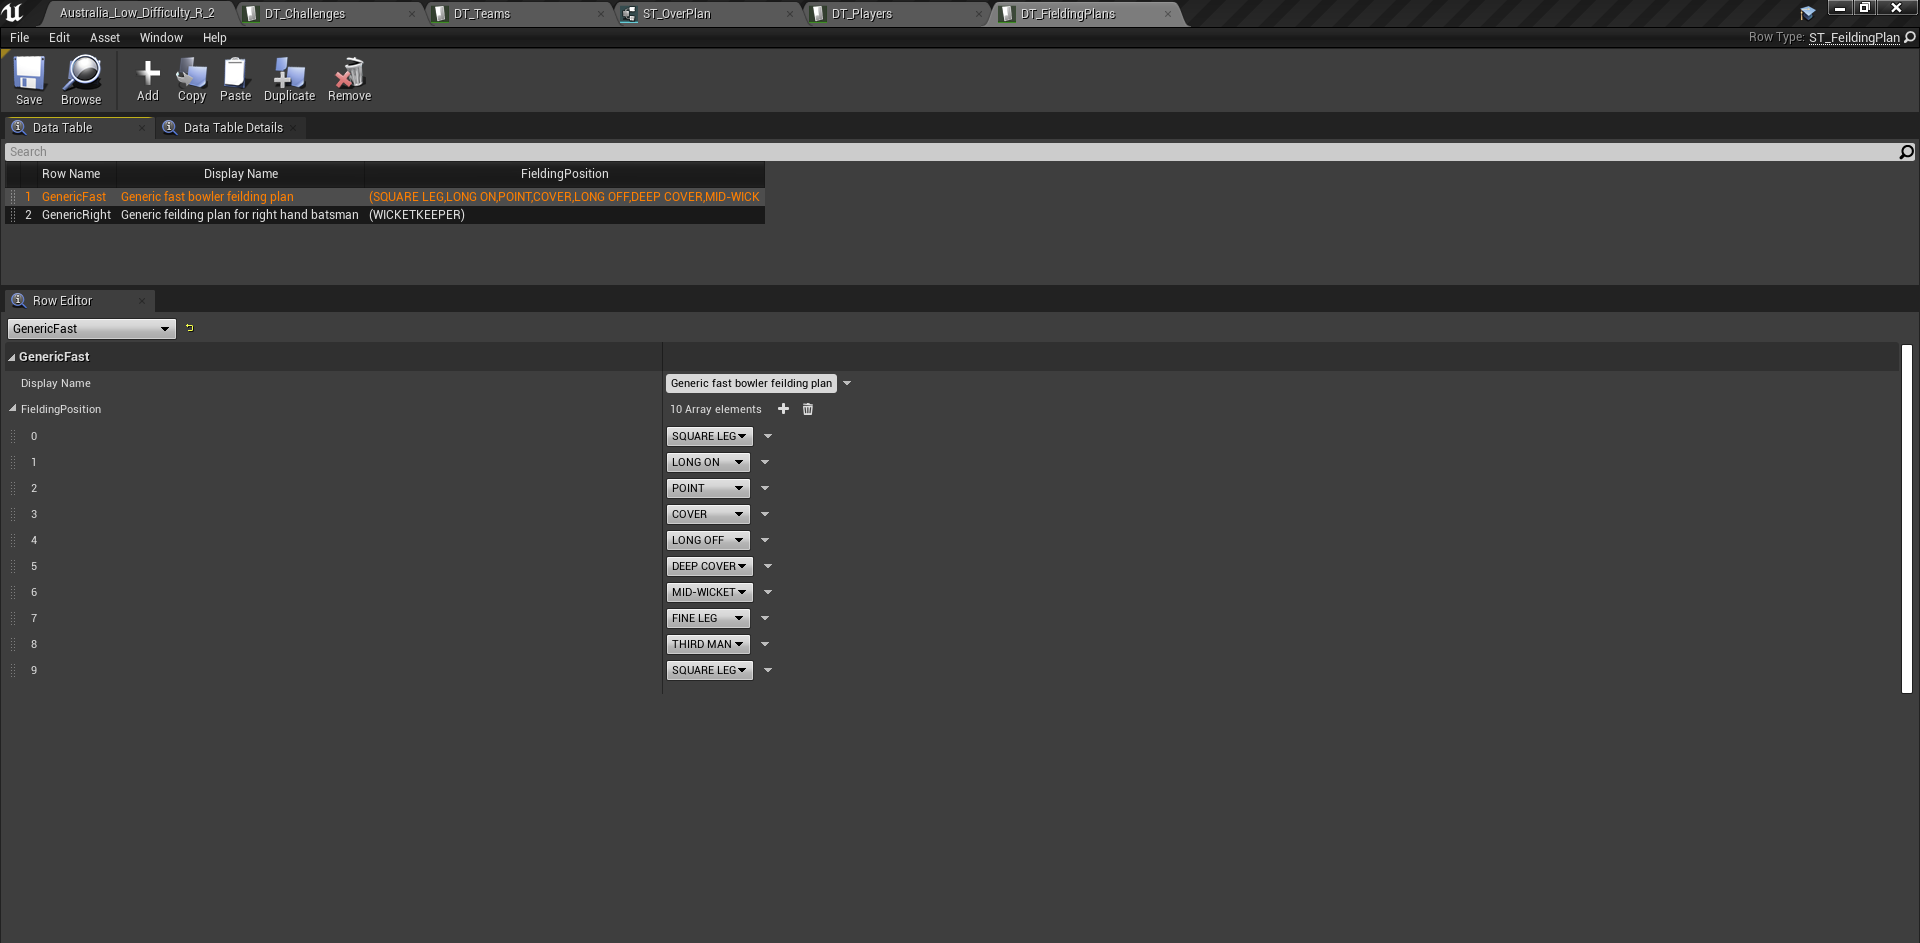 Australia_Low_Difficulty_R_2 DT_Challenges DT_Teams ST_OverPlan DT_Players DT_FieldingPlans
File Edit Asset Window Help Row Type: ST_FeildingPlan
Save Browse Add Copy Paste Duplicate Remove
Data Table Data Table Details
Search
Row Name Display Name FieldingPosition
1 GenericFast Generic fast bowler feilding plan (SQUARE LEG,LONG ON,POINT,COVER,LONG OFF,DEEP COVER,MID-WICK
2 GenericRight Generic feilding plan for right hand batsman (WICKETKEEPER)
Row Editor
GenericFast
GenericFast
Display Name Generic fast bowler feilding plan
FieldingPosition 10 Array elements
0 SQUARE LEG
1 LONG ON
2 POINT
3 COVER
4 LONG OFF
5 DEEP COVER
6 MID-WICKET
7 FINE LEG
8 THIRD MAN
9 SQUARE LEG